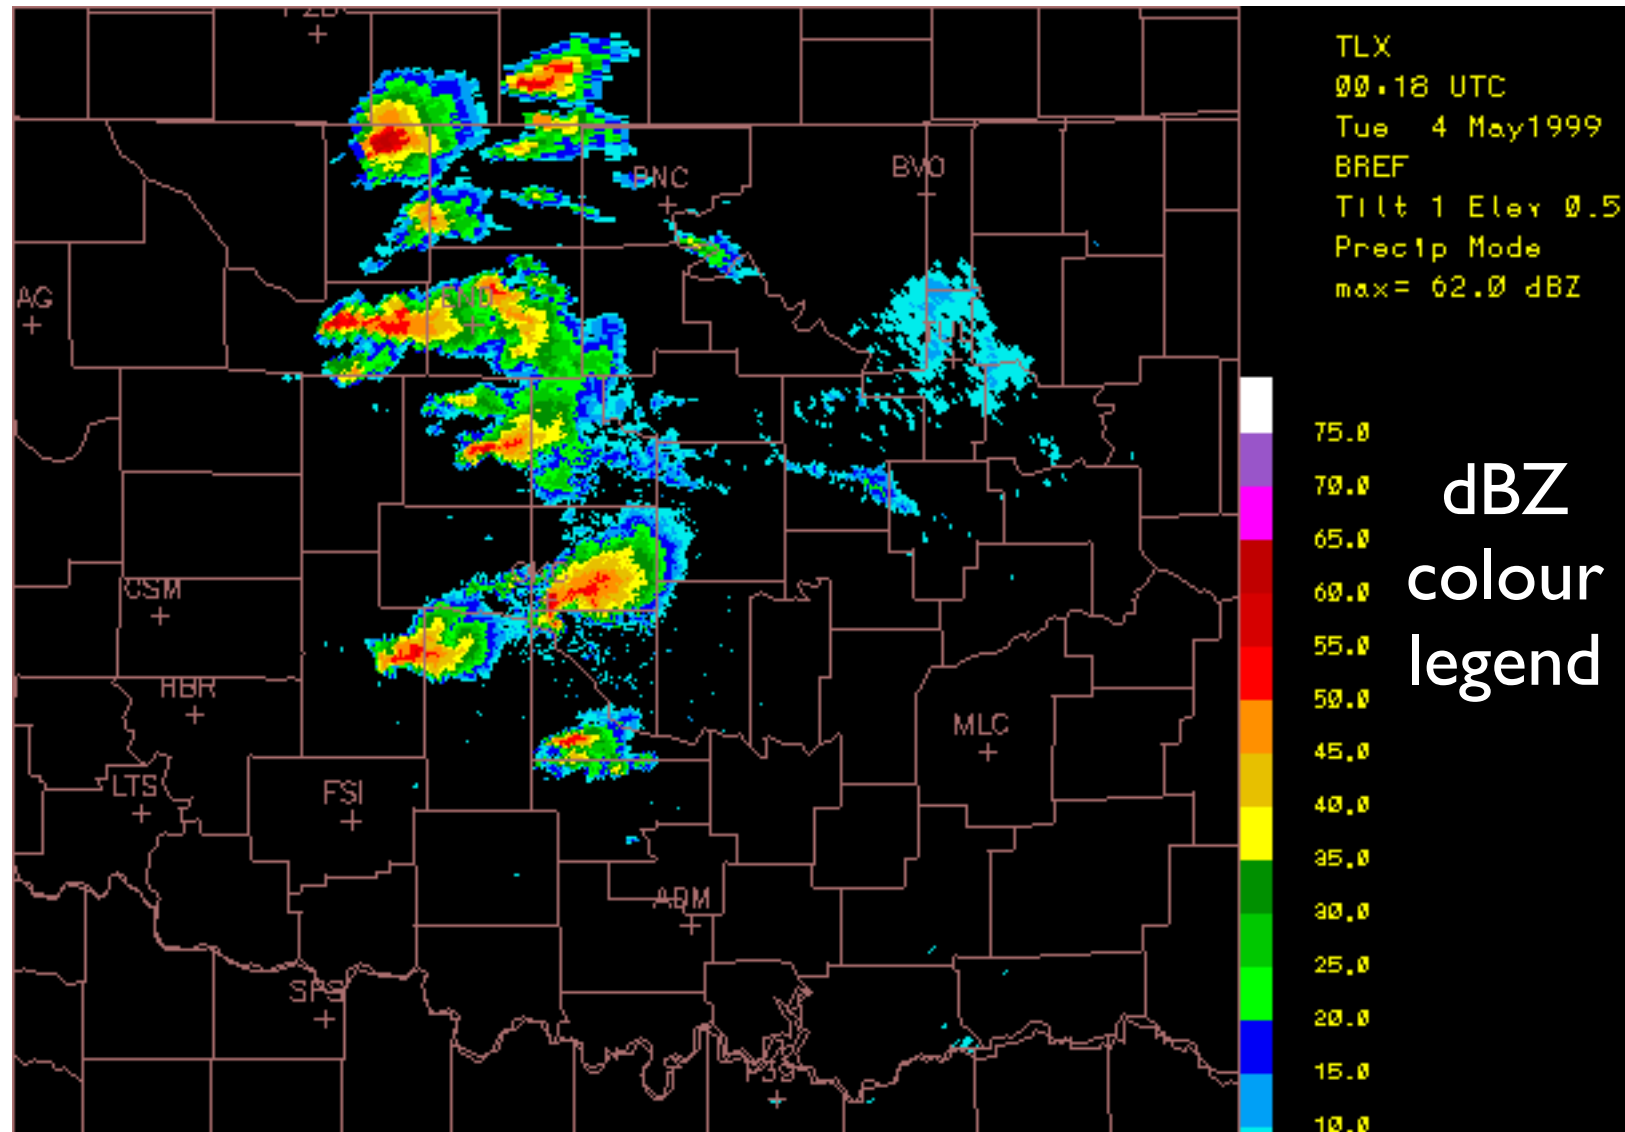 TLX
00:18 UTC
Tue 4 May1999
BREF
Tilt 1 Elev 0.5
Precip Mode
max= 62.0 dBZ
BNC
BVO
AG
CSM
HBR
LTS
FSI
MLC
ADM
SPS
75.0
70.0
65.0
60.0
55.0
50.0
45.0
40.0
35.0
30.0
25.0
20.0
15.0
10.0
dBZ
colour
legend